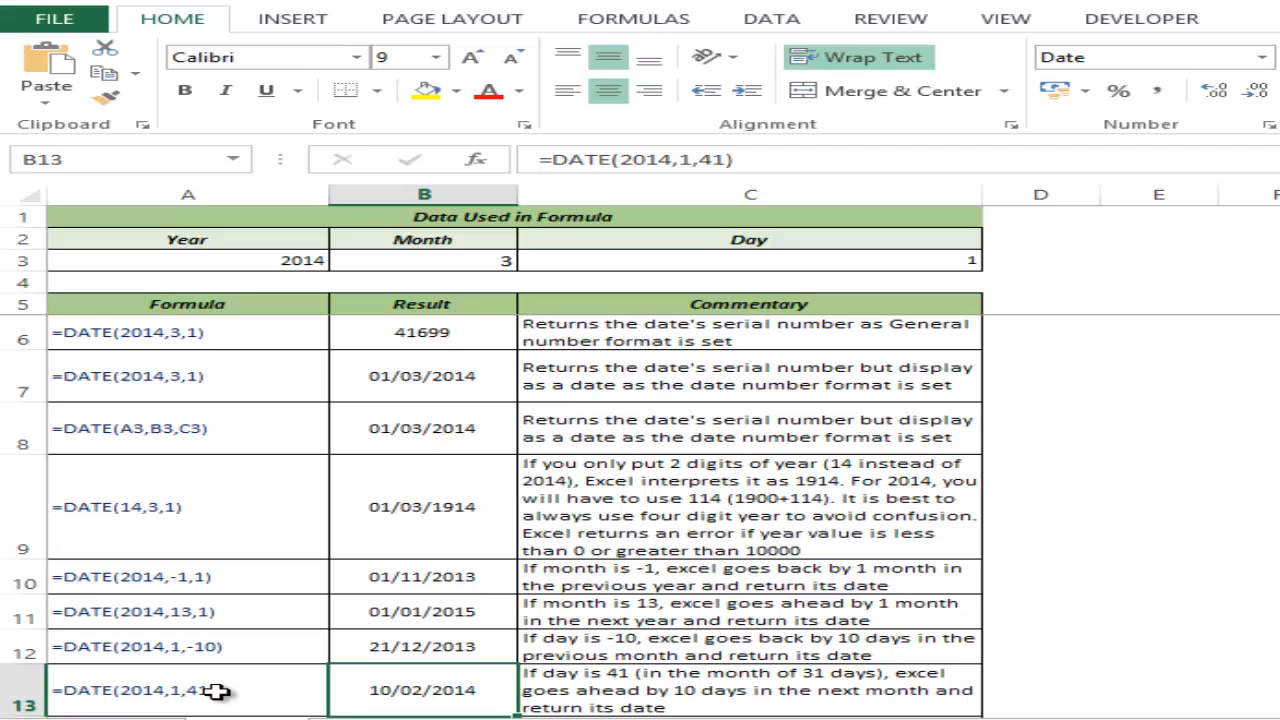 FILE HOME INSERT PAGE LAYOUT FORMULAS DATA REVIEW VIEW DEVELOPER
Calibri 9 A A Wrap Text Date
Paste B I U A Merge & Center % , .00 .00
Clipboard Font Alignment Number
B13 fx =DATE(2014,1,41)
A B C D E F
1 Data Used in Formula
2 Year Month Day
3 2014 3 1
4
5 Formula Result Commentary
6 =DATE(2014,3,1) 41699 Returns the date's serial number as General
number format is set
7 =DATE(2014,3,1) 01/03/2014 Returns the date's serial number but display
as a date as the date number format is set
8 =DATE(A3,B3,C3) 01/03/2014 Returns the date's serial number but display
as a date as the date number format is set
9 =DATE(14,3,1) 01/03/1914 If you only put 2 digits of year (14 instead of
2014), Excel interprets it as 1914. For 2014, you
will have to use 114 (1900+114). It is best to
always use four digit year to avoid confusion.
Excel returns an error if year value is less
than 0 or greater than 10000
10 =DATE(2014,-1,1) 01/11/2013 If month is -1, excel goes back by 1 month in
the previous year and return its date
11 =DATE(2014,13,1) 01/01/2015 If month is 13, excel goes ahead by 1 month
in the next year and return its date
12 =DATE(2014,1,-10) 21/12/2013 If day is -10, excel goes back by 10 days in the
previous month and return its date
13 =DATE(2014,1,41 10/02/2014 If day is 41 (in the month of 31 days), excel
goes ahead by 10 days in the next month and
return its date